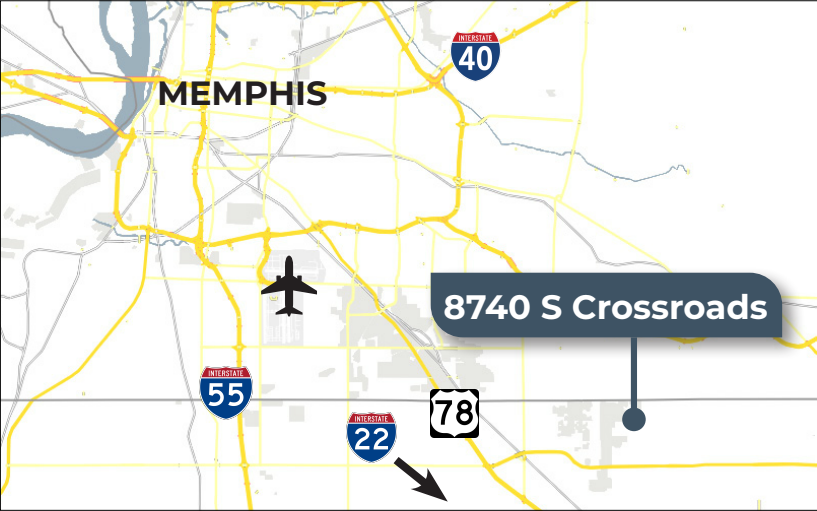 INTERSTATE
40
MEMPHIS
8740 S Crossroads
INTERSTATE
55
78
INTERSTATE
22